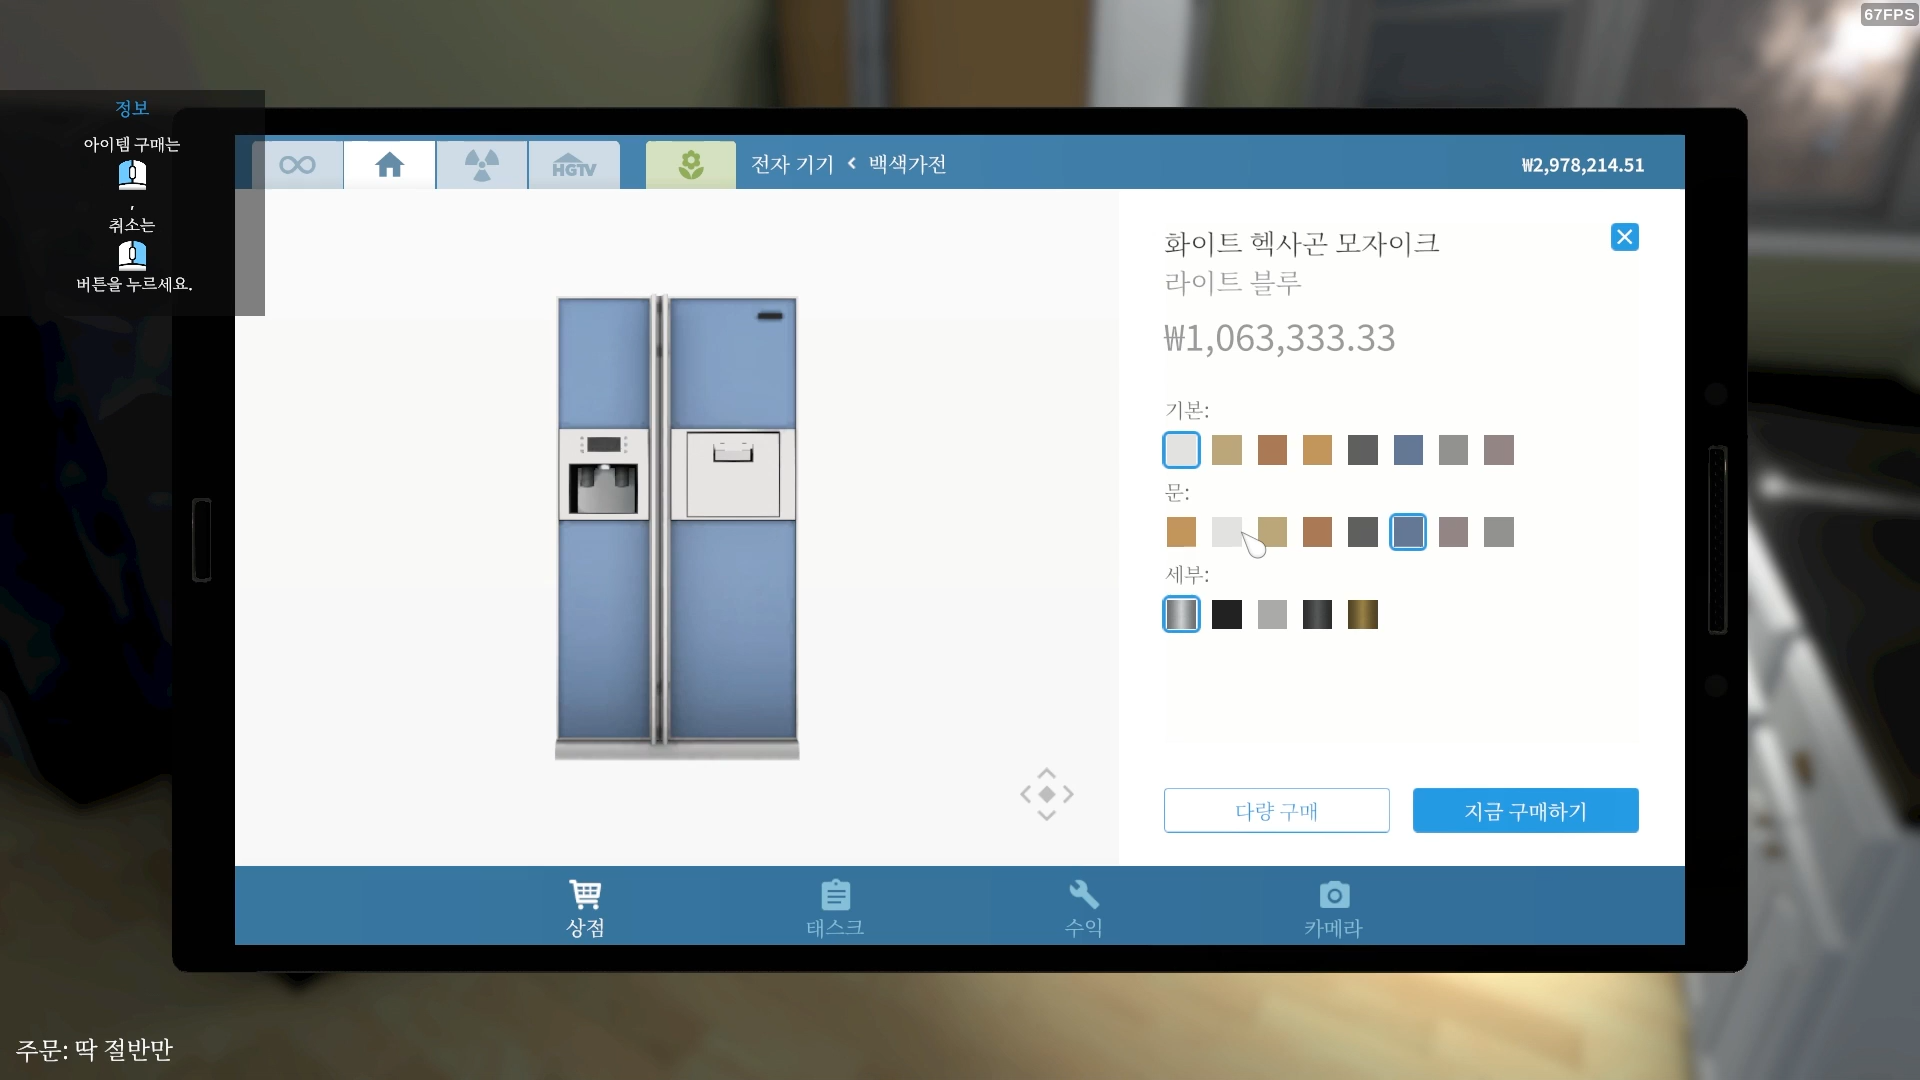 67FPS
정보
아이템 구매는
,
취소는
버튼을 누르세요.
HGTV
전자 기기 < 백색가전
₩2,978,214.51
화이트 헥사곤 모자이크
라이트 블루
₩1,063,333.33
기본:
문:
세부:
다량 구매
지금 구매하기
상점
태스크
수익
카메라
주문: 딱 절반만